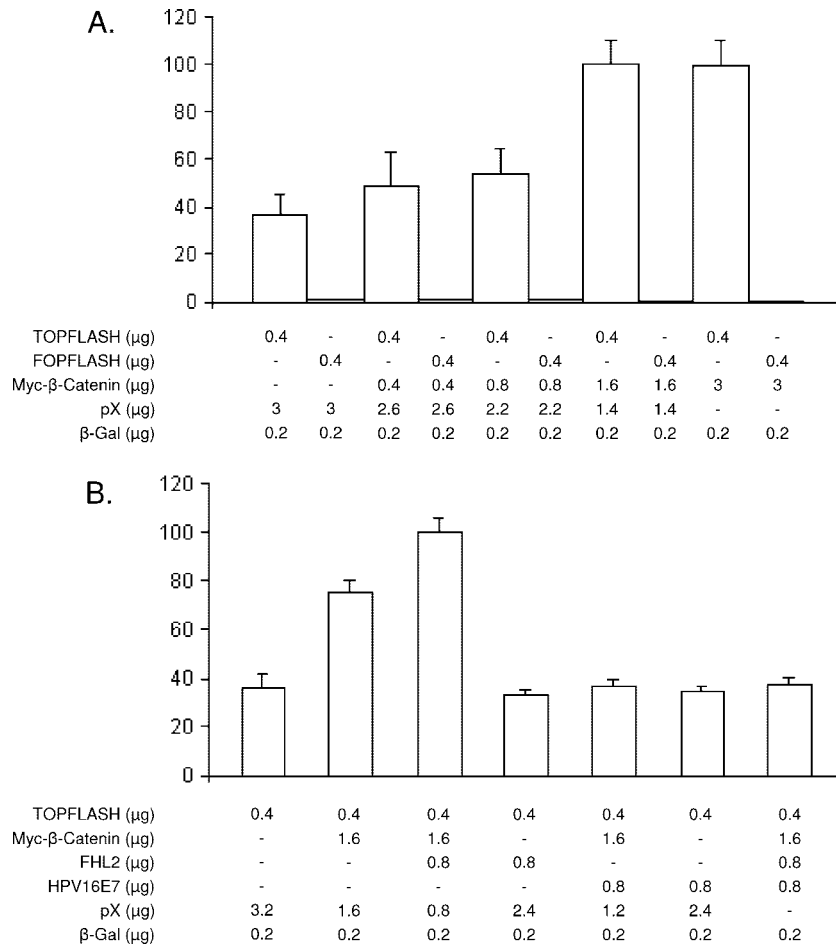 A.
120
100
80
60
40
20
0
TOPFLASH (µg) 0.4 - 0.4 - 0.4 - 0.4 - 0.4 -
FOPFLASH (µg) - 0.4 - 0.4 - 0.4 - 0.4 - 0.4
Myc-β-Catenin (µg) - - 0.4 0.4 0.8 0.8 1.6 1.6 3 3
pX (µg) 3 3 2.6 2.6 2.2 2.2 1.4 1.4 - -
β-Gal (µg) 0.2 0.2 0.2 0.2 0.2 0.2 0.2 0.2 0.2 0.2
B.
120
100
80
60
40
20
0
TOPFLASH (µg) 0.4 0.4 0.4 0.4 0.4 0.4 0.4
Myc-β-Catenin (µg) - 1.6 1.6 - 1.6 - 1.6
FHL2 (µg) - - 0.8 0.8 - - 0.8
HPV16E7 (µg) - - - - 0.8 0.8 0.8
pX (µg) 3.2 1.6 0.8 2.4 1.2 2.4 -
β-Gal (µg) 0.2 0.2 0.2 0.2 0.2 0.2 0.2